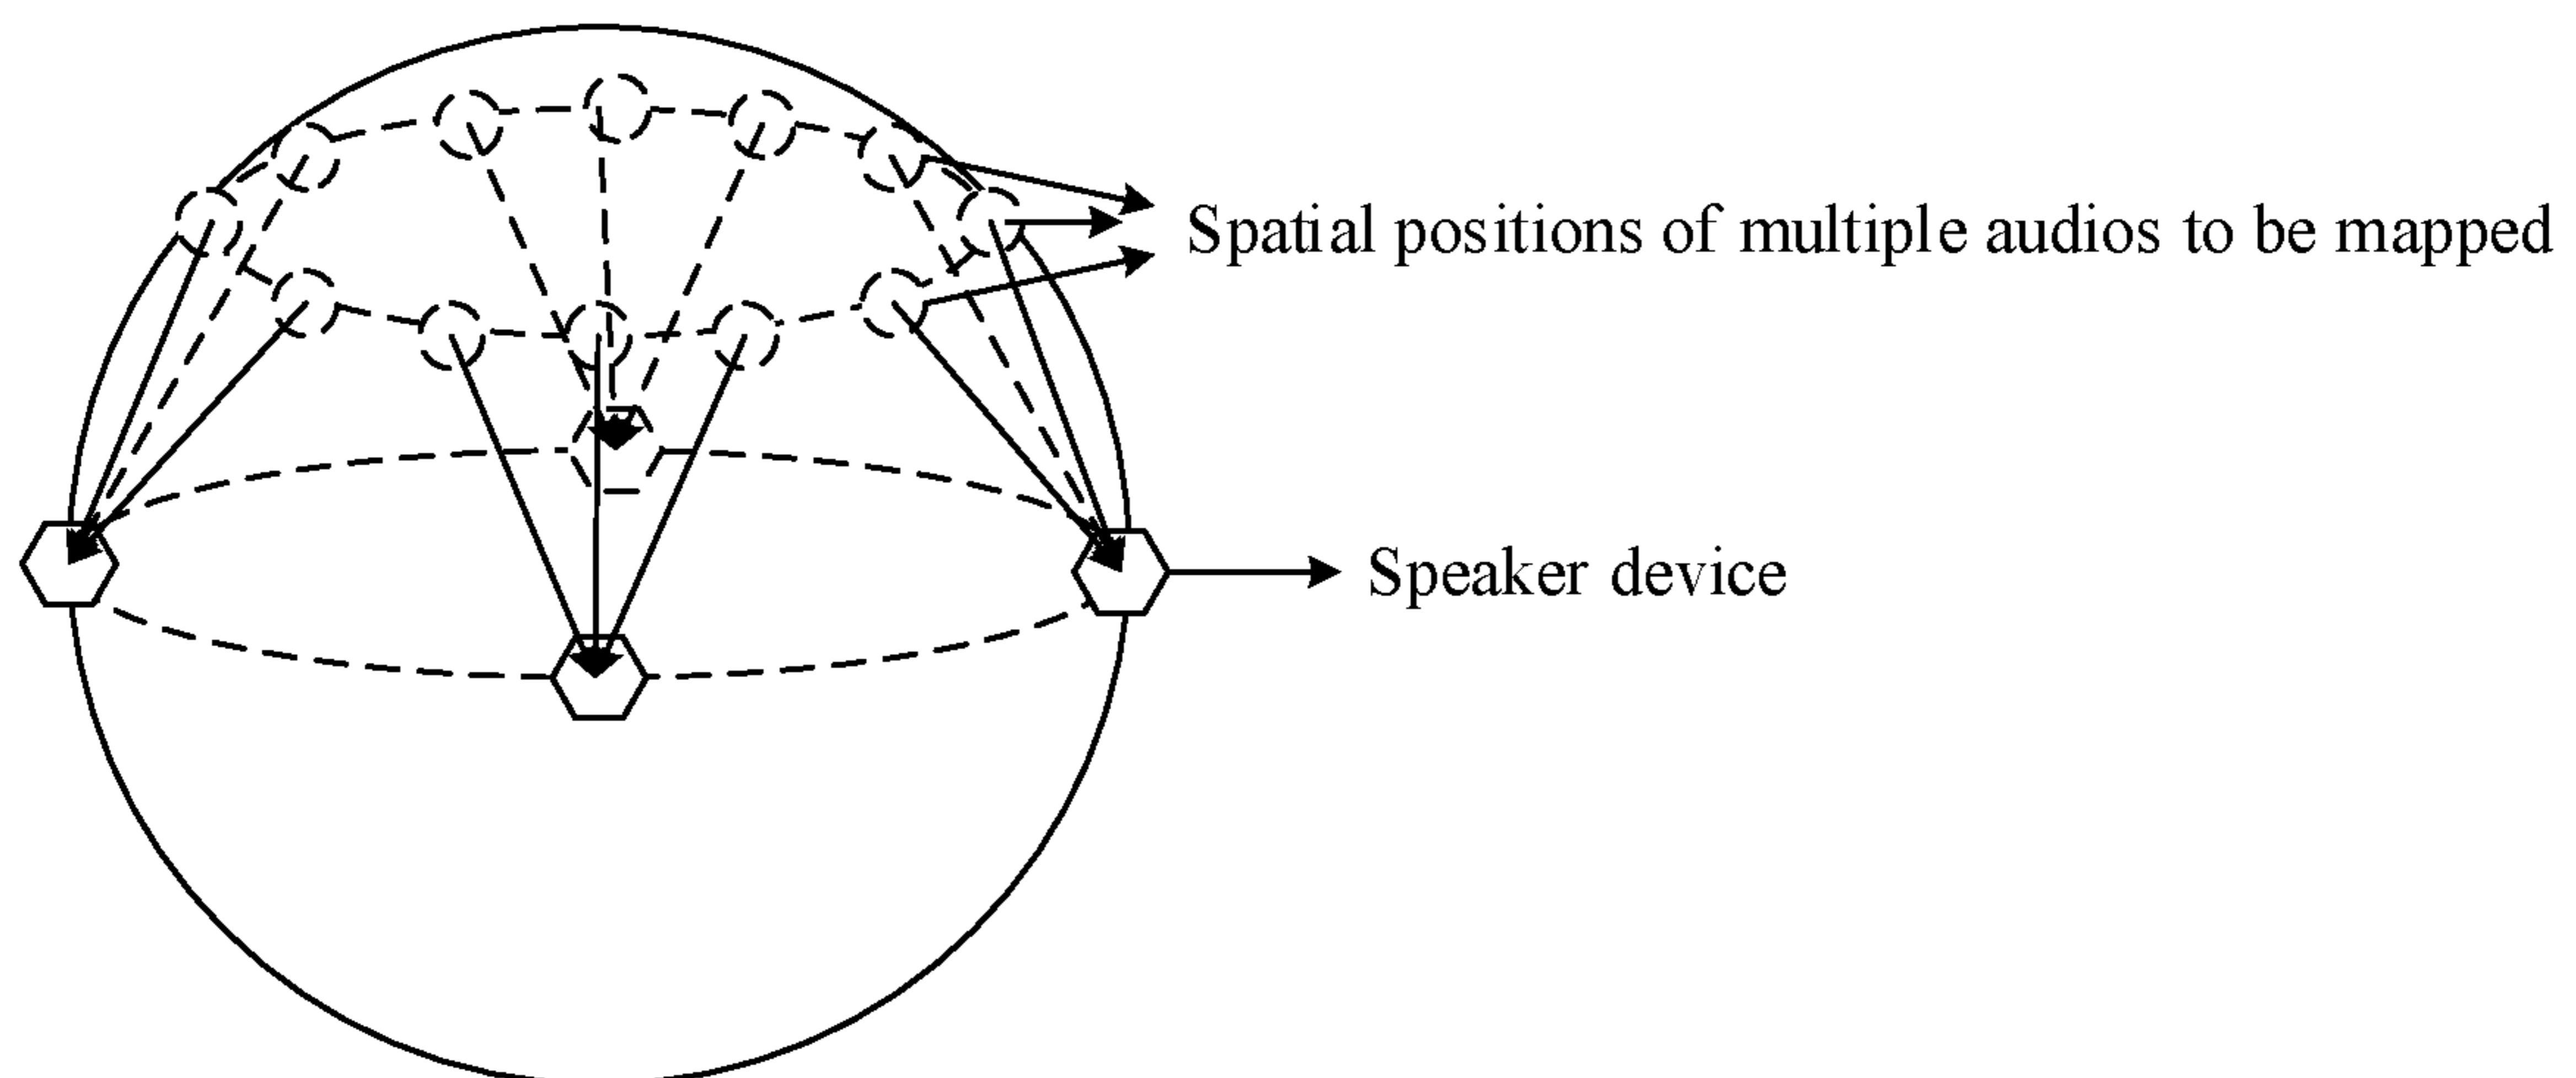 Spatial positions of multiple audios to be mapped
Speaker device